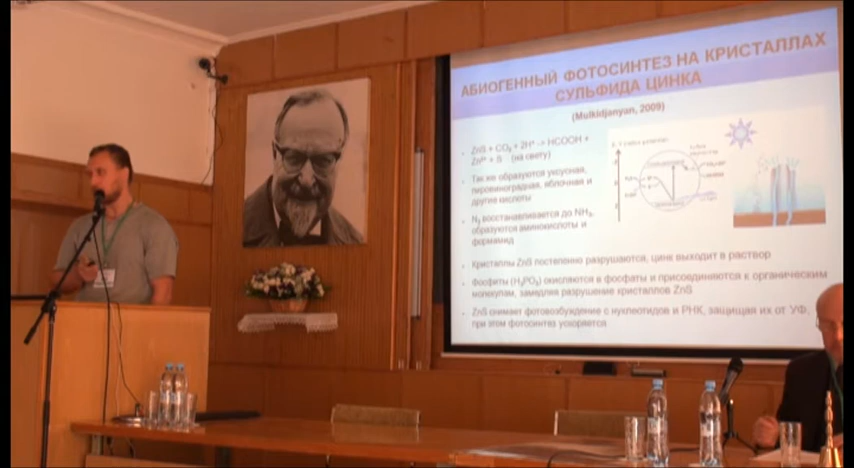 АБИОГЕННЫЙ ФОТОСИНТЕЗ НА КРИСТАЛЛАХ
СУЛЬФИДА ЦИНКА
(Mulkidjanyan, 2009)
ZnS + CO₂ + 2H⁺ -> HCOOH +
Zn²⁺ + S (на свету)
Так же образуются уксусная,
пировиноградная, яблочная и
другие кислоты
N₂ восстанавливается до NH₃,
образуются аминокислоты и
формамид
Кристаллы ZnS постепенно разрушаются, цинк выходит в раствор
Фосфиты (H₃PO₃) окисляются в фосфаты и присоединяются к органическим
молекулам, замедляя разрушение кристаллов ZnS
ZnS снимает фотовозбуждение с нуклеотидов и РНК, защищая их от УФ,
при этом фотосинтез ускоряется